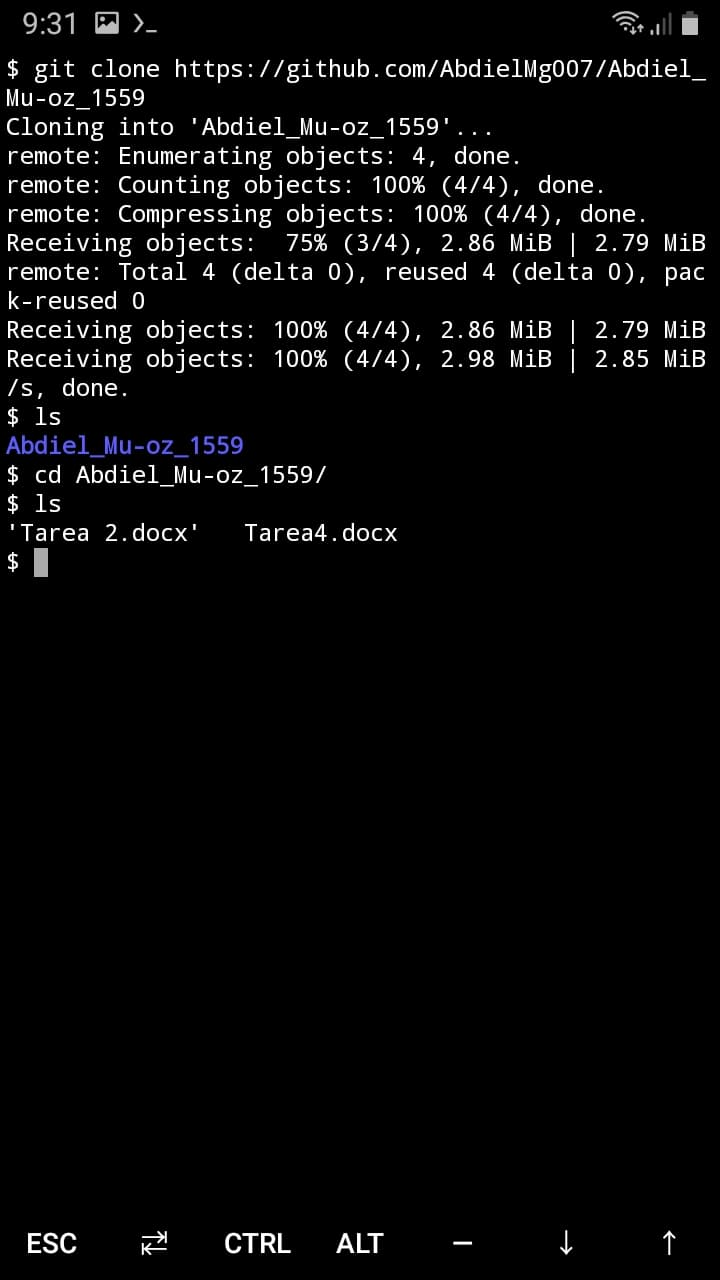 9:31
$ git clone https://github.com/AbdielMg007/Abdiel_
Mu-oz_1559
Cloning into 'Abdiel_Mu-oz_1559'...
remote: Enumerating objects: 4, done.
remote: Counting objects: 100% (4/4), done.
remote: Compressing objects: 100% (4/4), done.
Receiving objects:  75% (3/4), 2.86 MiB | 2.79 MiB
remote: Total 4 (delta 0), reused 4 (delta 0), pac
k-reused 0
Receiving objects: 100% (4/4), 2.86 MiB | 2.79 MiB
Receiving objects: 100% (4/4), 2.98 MiB | 2.85 MiB
/s, done.
$ ls
Abdiel_Mu-oz_1559
$ cd Abdiel_Mu-oz_1559/
$ ls
'Tarea 2.docx'   Tarea4.docx
$
ESC ⇄ CTRL ALT — ↓ ↑